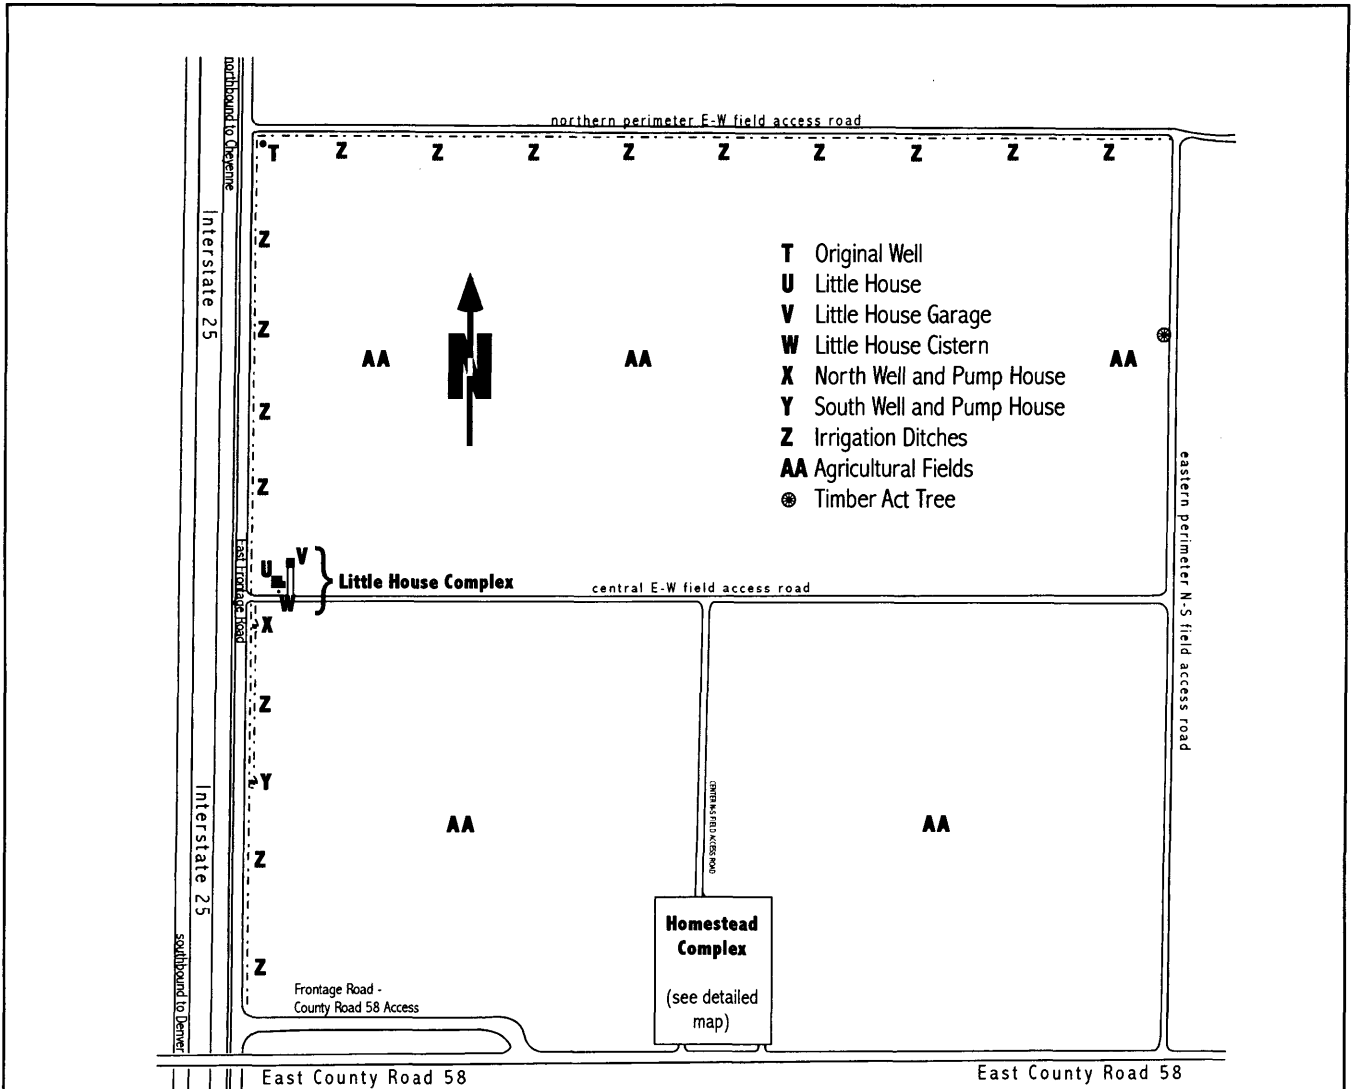 northbound to Cheyenne
northern perimeter E-W field access road
T Z Z Z Z Z Z Z Z Z
Interstate 25
Z
Z
Z
Z
AA
N
AA
AA
T Original Well
U Little House
V Little House Garage
W Little House Cistern
X North Well and Pump House
Y South Well and Pump House
Z Irrigation Ditches
AA Agricultural Fields
Timber Act Tree
eastern perimeter N-S field access road
East Frontage Road
V
U
W
Little House Complex
central E-W field access road
X
Z
Y
Z
Z
AA
AA
CENTER N-S FIELD ACCESS ROAD
Interstate 25
southbound to Denver
Homestead
Complex
(see detailed
map)
Frontage Road -
County Road 58 Access
East County Road 58
East County Road 58